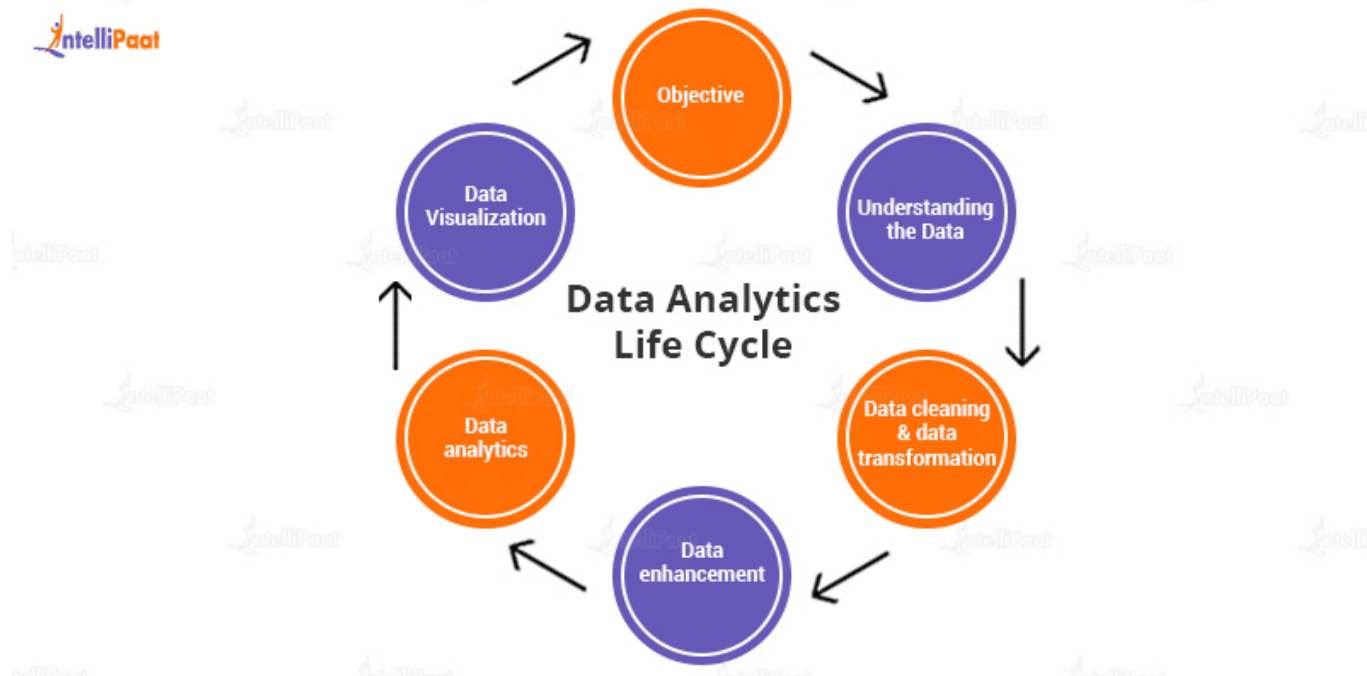 IntelliPaat
Objective
Understanding
the Data
Data cleaning
& data
transformation
Data
enhancement
Data
analytics
Data
Visualization
Data Analytics
Life Cycle